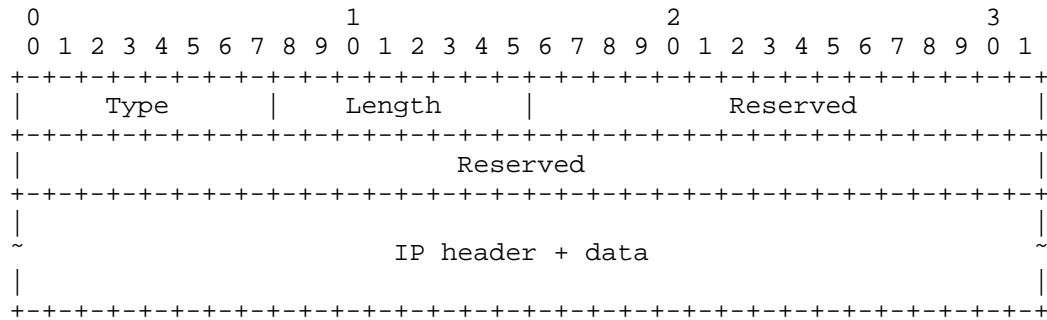 0                   1                   2                   3
 0 1 2 3 4 5 6 7 8 9 0 1 2 3 4 5 6 7 8 9 0 1 2 3 4 5 6 7 8 9 0 1
+-+-+-+-+-+-+-+-+-+-+-+-+-+-+-+-+-+-+-+-+-+-+-+-+-+-+-+-+-+-+-+-+
|     Type      |    Length     |            Reserved           |
+-+-+-+-+-+-+-+-+-+-+-+-+-+-+-+-+-+-+-+-+-+-+-+-+-+-+-+-+-+-+-+-+
|                           Reserved                            |
+-+-+-+-+-+-+-+-+-+-+-+-+-+-+-+-+-+-+-+-+-+-+-+-+-+-+-+-+-+-+-+-+
|                                                               |
~                       IP header + data                        ~
|                                                               |
+-+-+-+-+-+-+-+-+-+-+-+-+-+-+-+-+-+-+-+-+-+-+-+-+-+-+-+-+-+-+-+-+